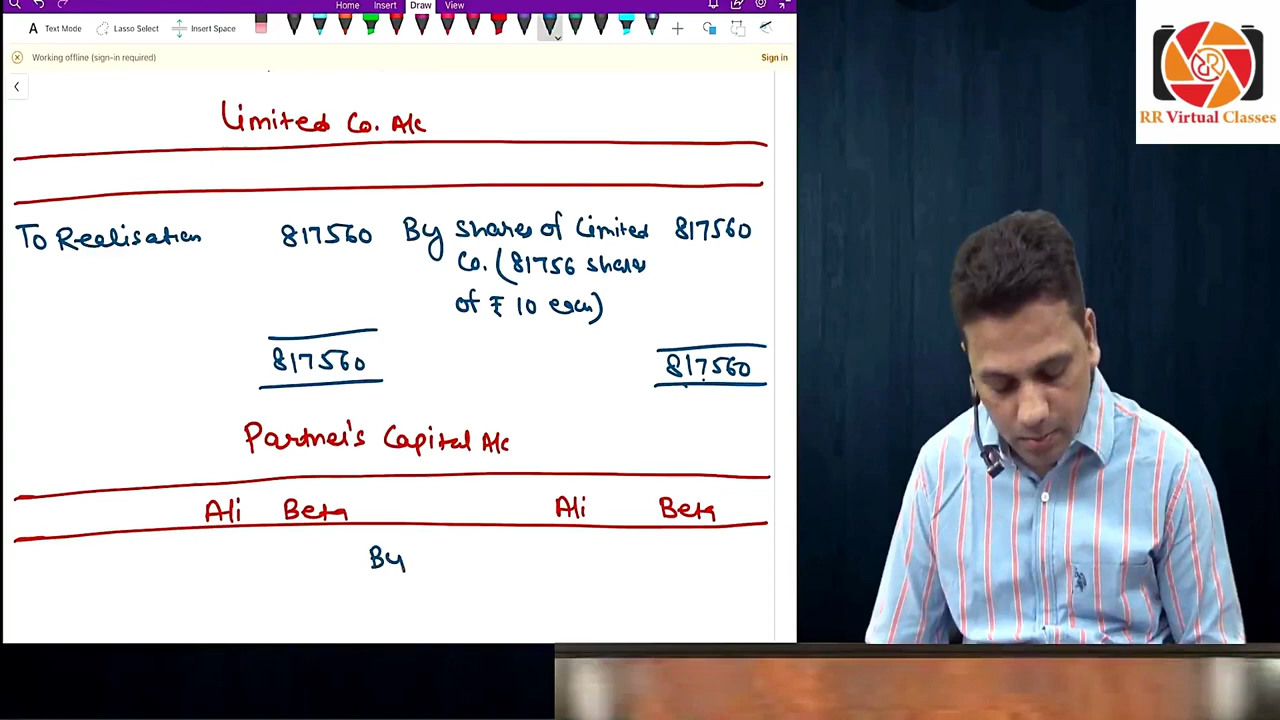 Home Insert Draw View
A Text Mode Lasso Select Insert Space
Working offline (sign-in required) Sign in
RR Virtual Classes
Limited Co. A/c
To Realisation 817560 By Shares of Limited 817560
Co. (81756 share
of ₹ 10 each)
817560 817560
Partner's Capital A/c
Ali Beta Ali Beta
By